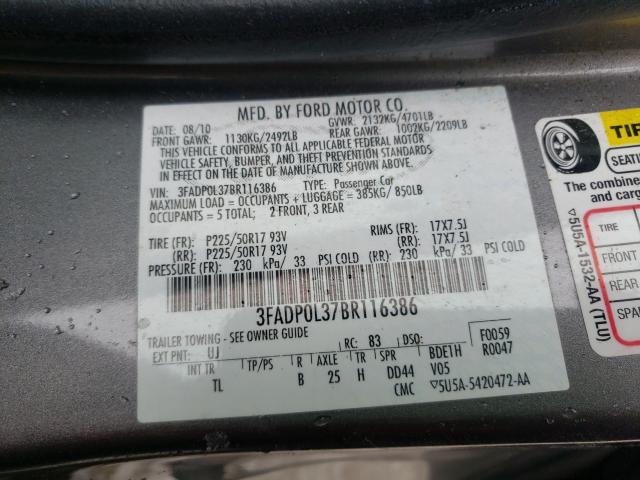 MFD. BY FORD MOTOR CO.
DATE: 08/10 GVWR: 2132KG/4701LB
FRONT GAWR: 1130KG/2492LB REAR GAWR: 1002KG/2209LB
THIS VEHICLE CONFORMS TO ALL APPLICABLE FEDERAL MOTOR
VEHICLE SAFETY, BUMPER, AND THEFT PREVENTION STANDARDS
IN EFFECT ON THE DATE OF MANUFACTURE SHOWN ABOVE.
VIN: 3FADP0L37BR116386 TYPE: Passenger Car
MAXIMUM LOAD = OCCUPANTS + LUGGAGE = 385KG/ 850LB
OCCUPANTS = 5 TOTAL; 2 FRONT, 3 REAR
TIRE (FR): P225/50R17 93V RIMS (FR): 17X7.5J
(RR): P225/50R17 93V (RR): 17X7.5J
PRESSURE (FR): 230 kPa/ 33 PSI COLD (RR): 230 kPa/ 33 PSI COLD
3FADP0L37BR116386
TRAILER TOWING - SEE OWNER GUIDE F0059
EXT PNT: UJ RC: 83 DSO: R0047
INT TR TP/PS R AXLE TR SPR BDE1H
TL B 25 H DD44 V05
CMC ▽5U5A-5420472-AA
TIR
SEATI
The combine
and carg
TIRE
FRONT
REAR
SPAR
▽5U5A-1532-AA (TLU)